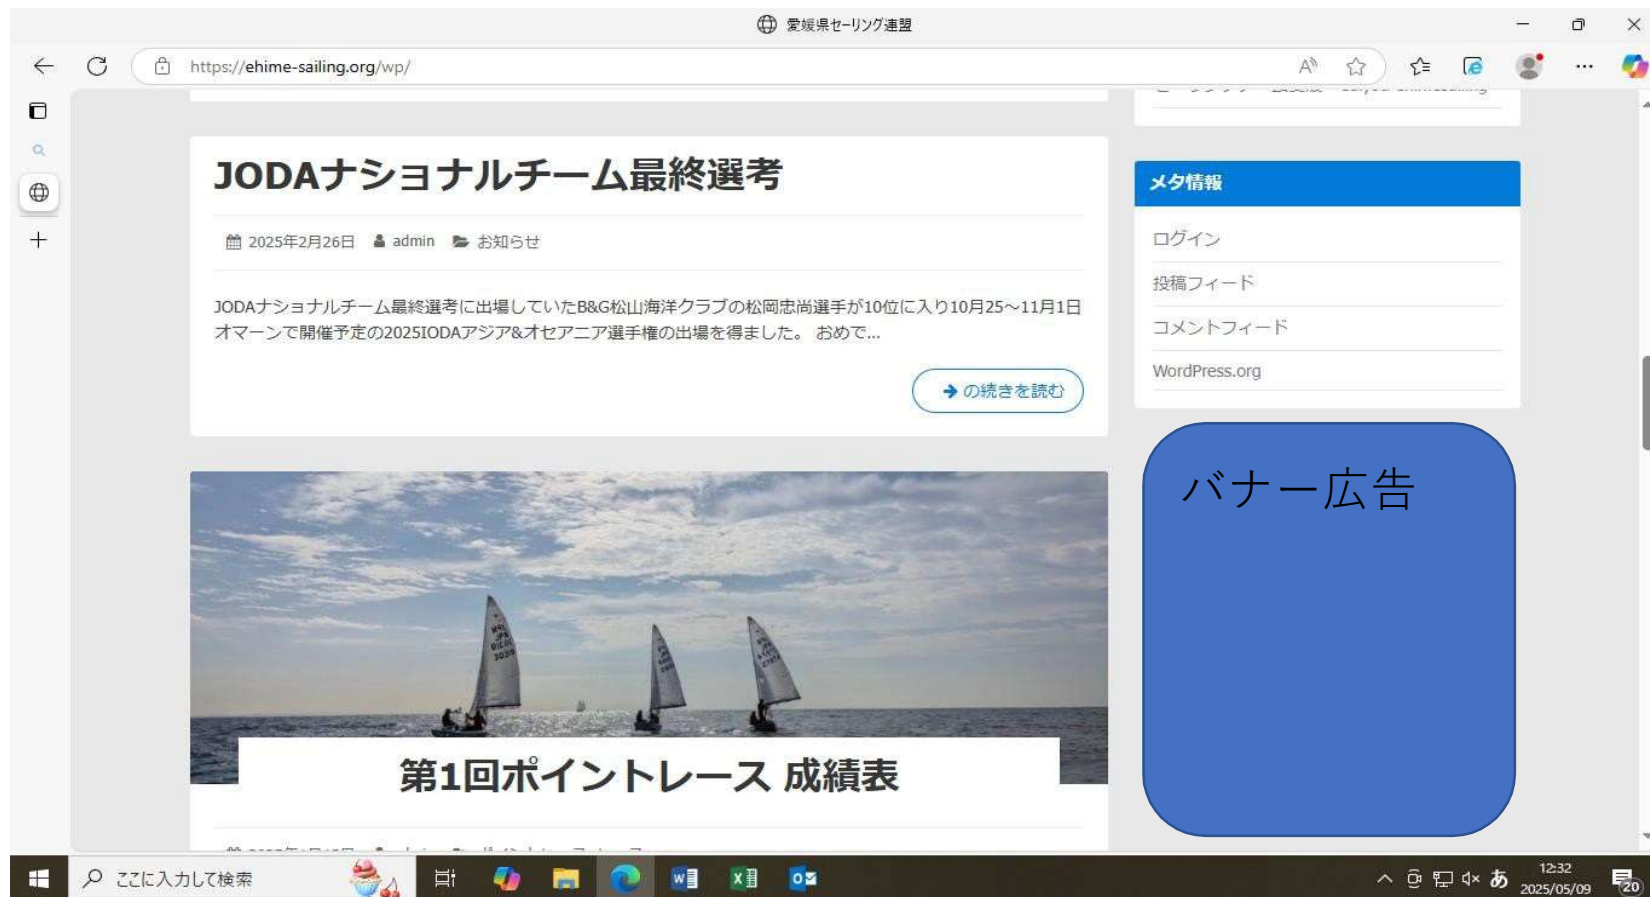 愛媛県セーリング連盟
https://ehime-sailing.org/wp/
JODAナショナルチーム最終選考
2025年2月26日 admin お知らせ
JODAナショナルチーム最終選考に出場していたB&G松山海洋クラブの松岡忠尚選手が10位に入り10月25〜11月1日
オマーンで開催予定の2025IODAアジア&オセアニア選手権の出場を得ました。 おめで...
の続きを読む
第1回ポイントレース 成績表
メタ情報
ログイン
投稿フィード
コメントフィード
WordPress.org
バナー広告
ここに入力して検索
あ
12:32
2025/05/09
20